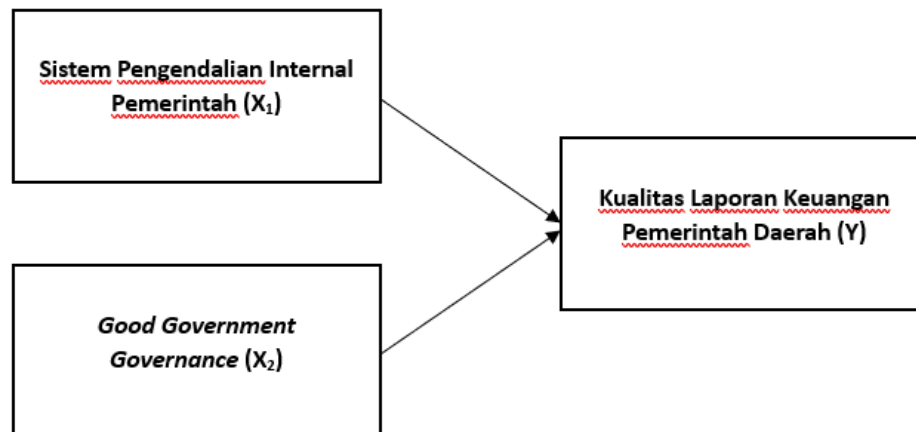 Sistem Pengendalian Internal
Pemerintah (X₁)
Kualitas Laporan Keuangan
Pemerintah Daerah (Y)
Good Government
Governance (X₂)